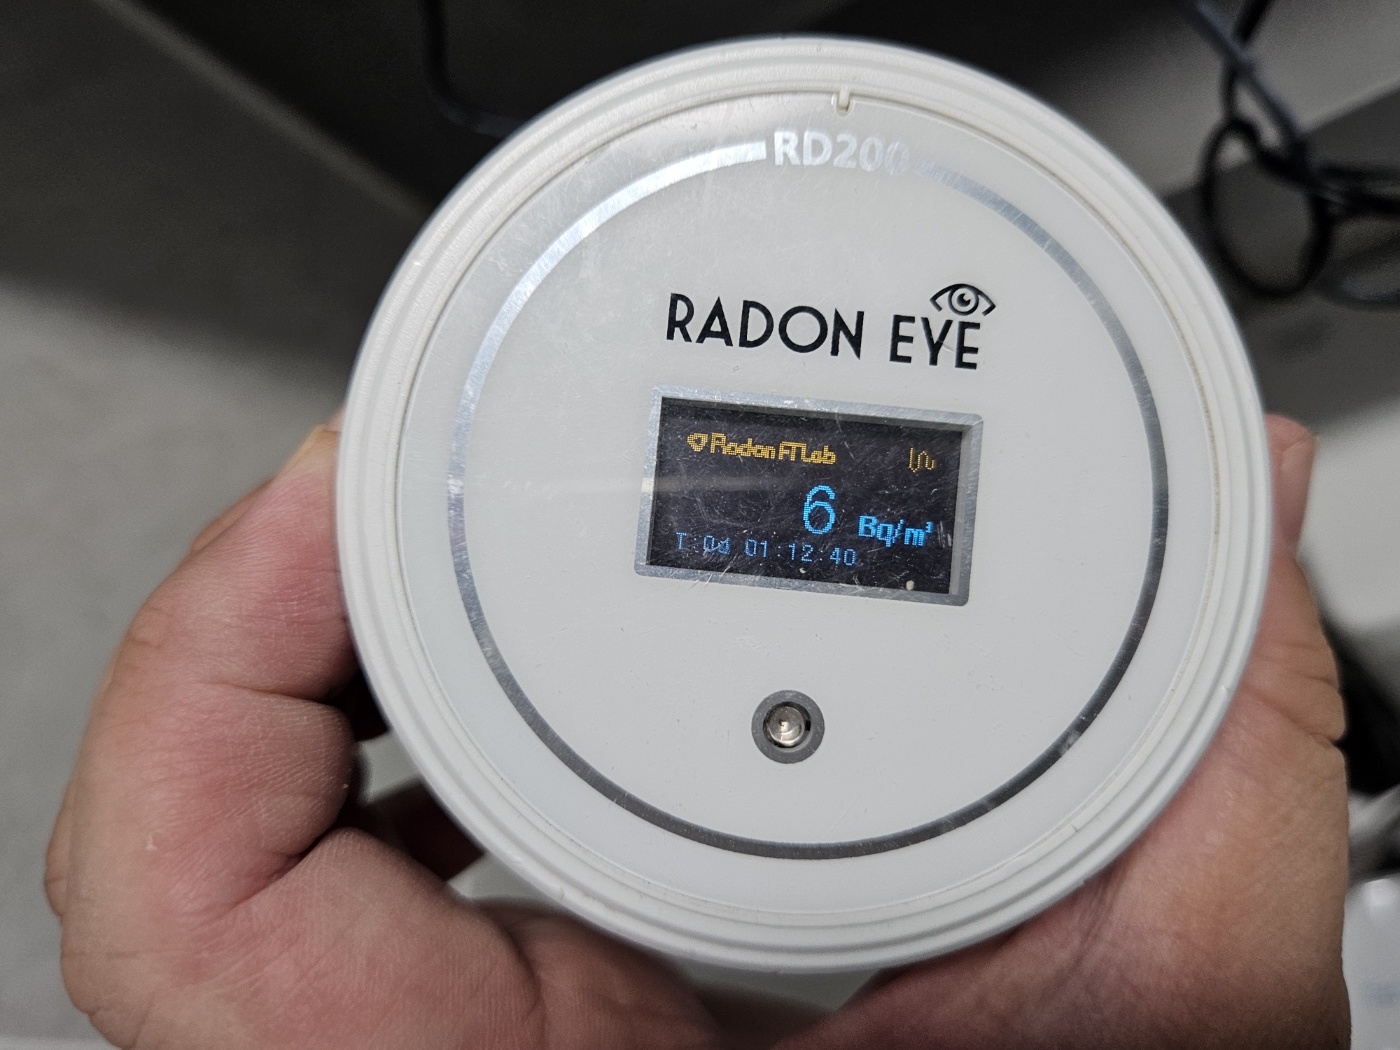 RD200
RADON EYE
Radon FTLab
6 Bq/m³
T 0d 01:12:40